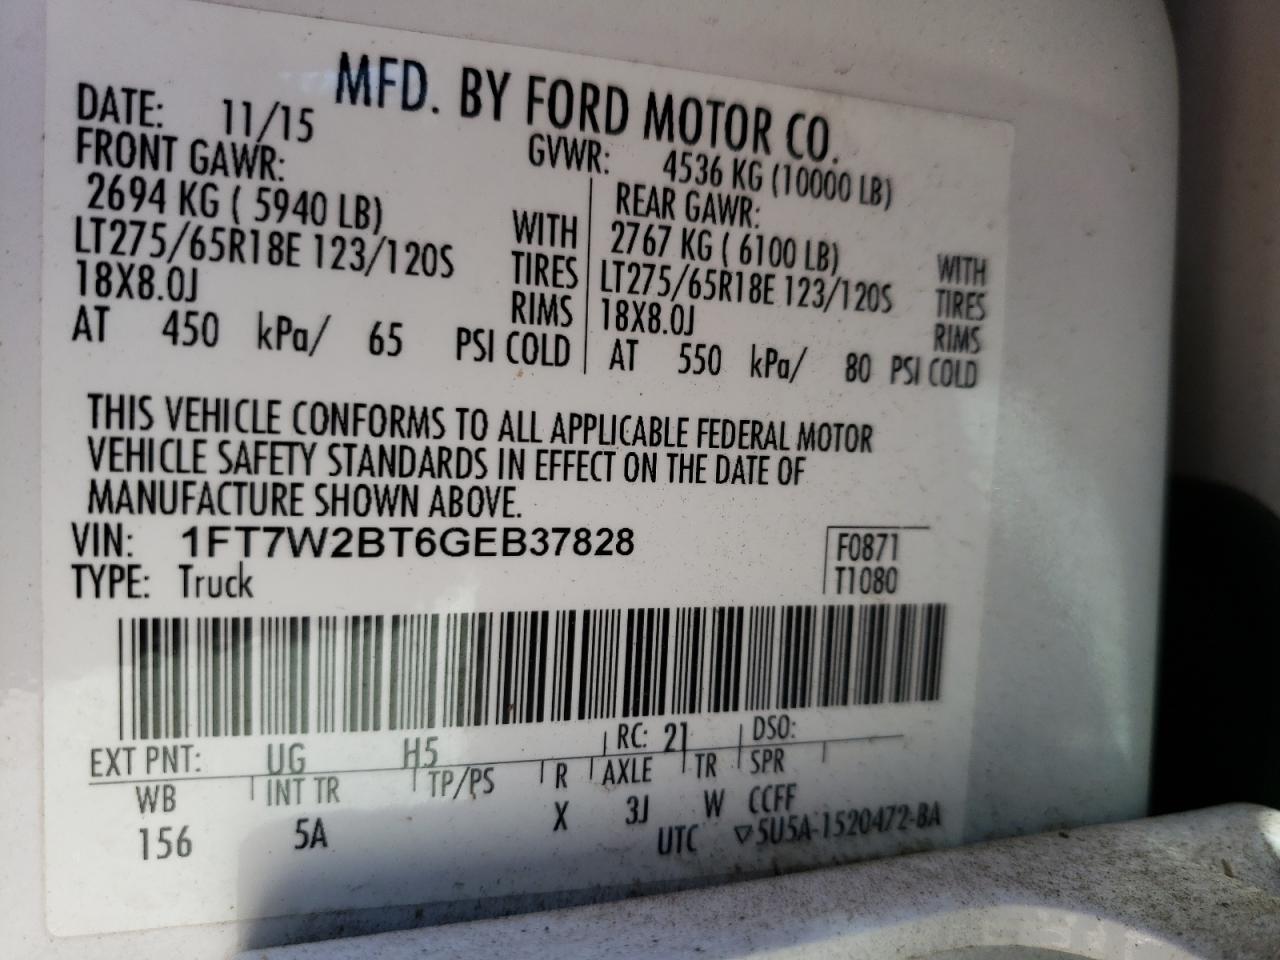 MFD. BY FORD MOTOR CO.
DATE: 11/15 GVWR: 4536 KG (10000 LB)
FRONT GAWR: REAR GAWR:
2694 KG ( 5940 LB) WITH 2767 KG ( 6100 LB) WITH
LT275/65R18E 123/120S TIRES LT275/65R18E 123/120S TIRES
18X8.0J RIMS 18X8.0J RIMS
AT 450 kPa/ 65 PSI COLD AT 550 kPa/ 80 PSI COLD
THIS VEHICLE CONFORMS TO ALL APPLICABLE FEDERAL MOTOR
VEHICLE SAFETY STANDARDS IN EFFECT ON THE DATE OF
MANUFACTURE SHOWN ABOVE.
VIN: 1FT7W2BT6GEB37828 F0871
TYPE: Truck T1080
EXT PNT: UG H5 RC: 21 DSO:
WB INT TR TP/PS R AXLE TR SPR
156 5A X 3J W CCFF
UTC ▽5U5A-1520472-BA